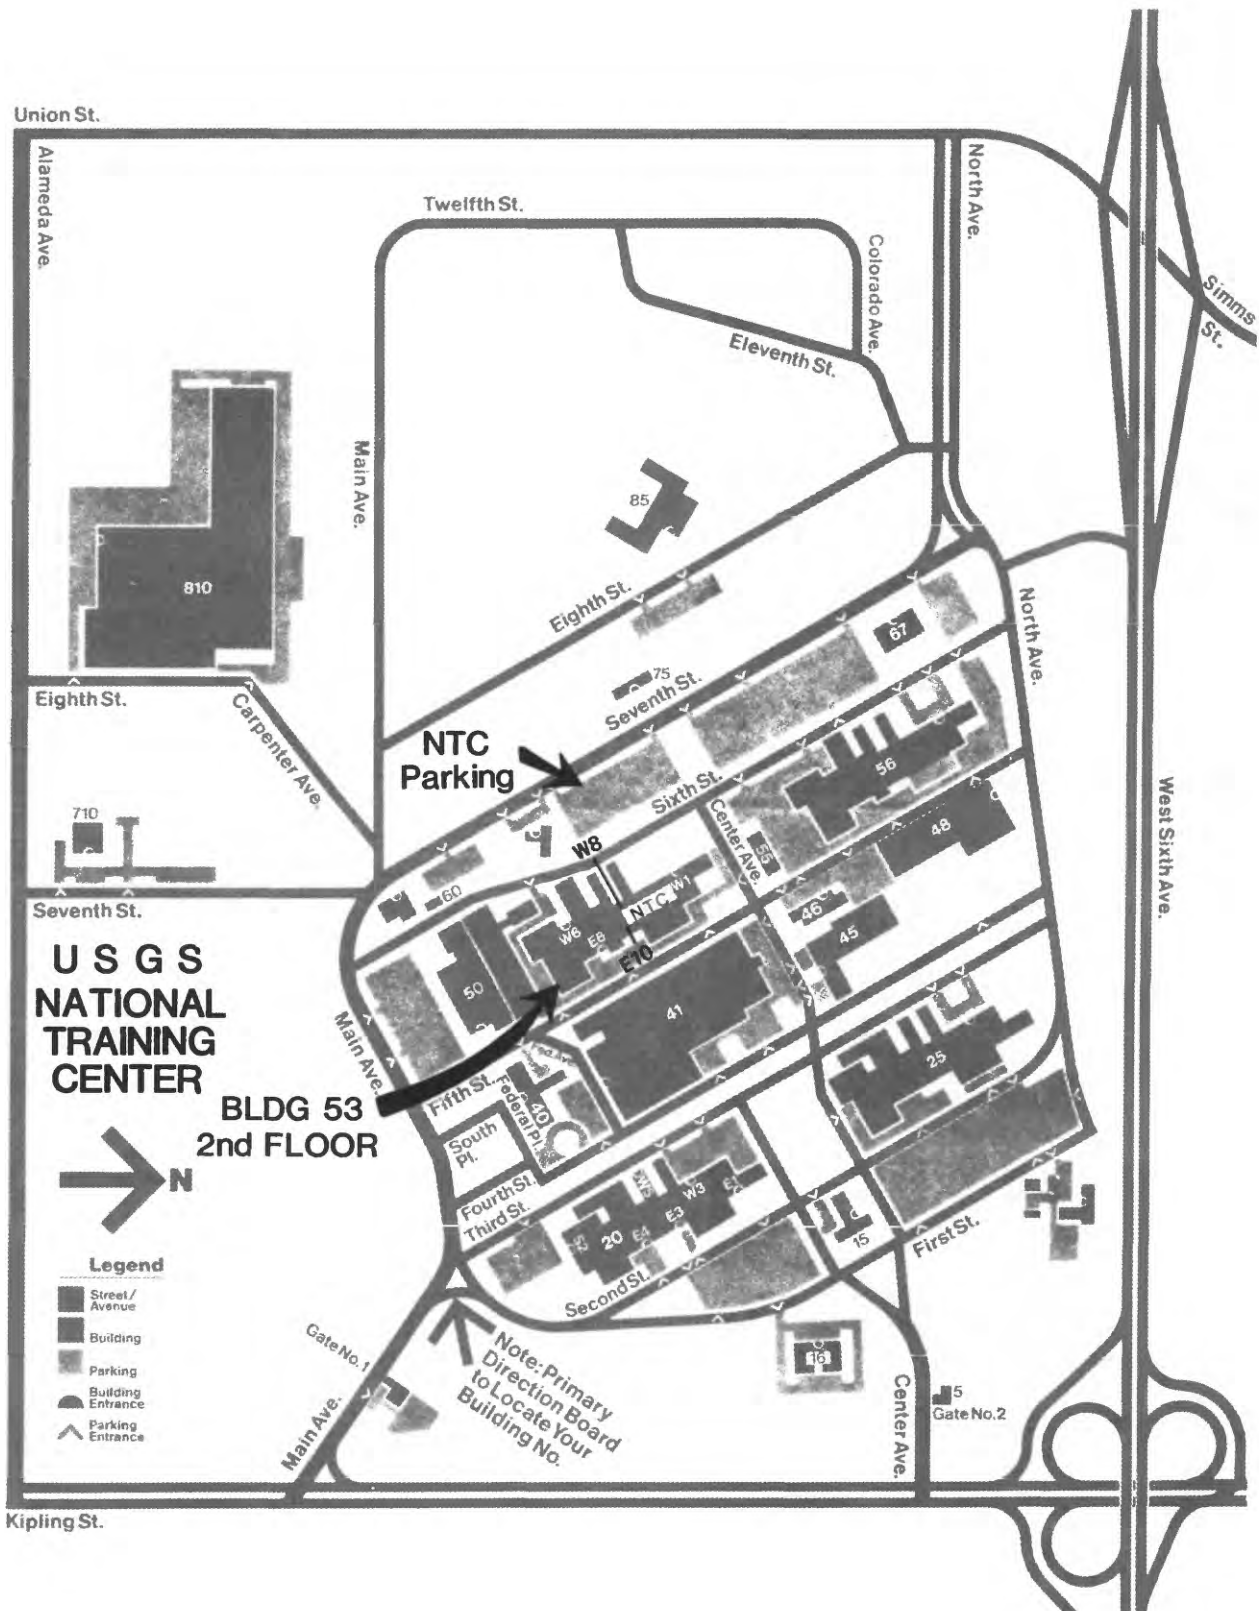 Union St.
Alameda Ave.
North Ave.
Twelfth St.
Colorado Ave.
Simms
St.
Eleventh St.
Main Ave.
85
810
Eighth St.
North Ave.
67
75
Seventh St.
Eighth St.
Carpenter Ave.
NTC
Parking
Sixth St.
56
Center Ave.
West Sixth Ave.
710
48
55
W8
60
W1
NTC
46
Seventh St.
W6
E8
E10
45
USGS
NATIONAL
TRAINING
CENTER
50
41
Main Ave.
25
Fifth St.
Federal Pl.
40
BLDG 53
2nd FLOOR
South
Pl.
N
Fourth St.
Third St.
W5
W3
E3
E4
20
S2
15
First St.
Second St.
Legend
Street/
Avenue
Building
Parking
Building
Entrance
Parking
Entrance
Gate No. 1
Note: Primary
Direction Board
to Locate Your
Building No.
16
Main Ave.
Center Ave.
5
Gate No. 2
Kipling St.